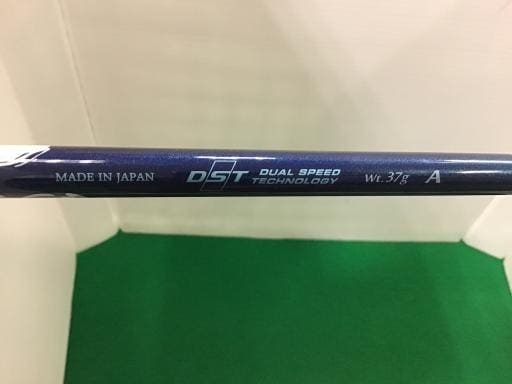 MADE IN JAPAN
DST
DUAL SPEED
TECHNOLOGY
Wt. 37g
A